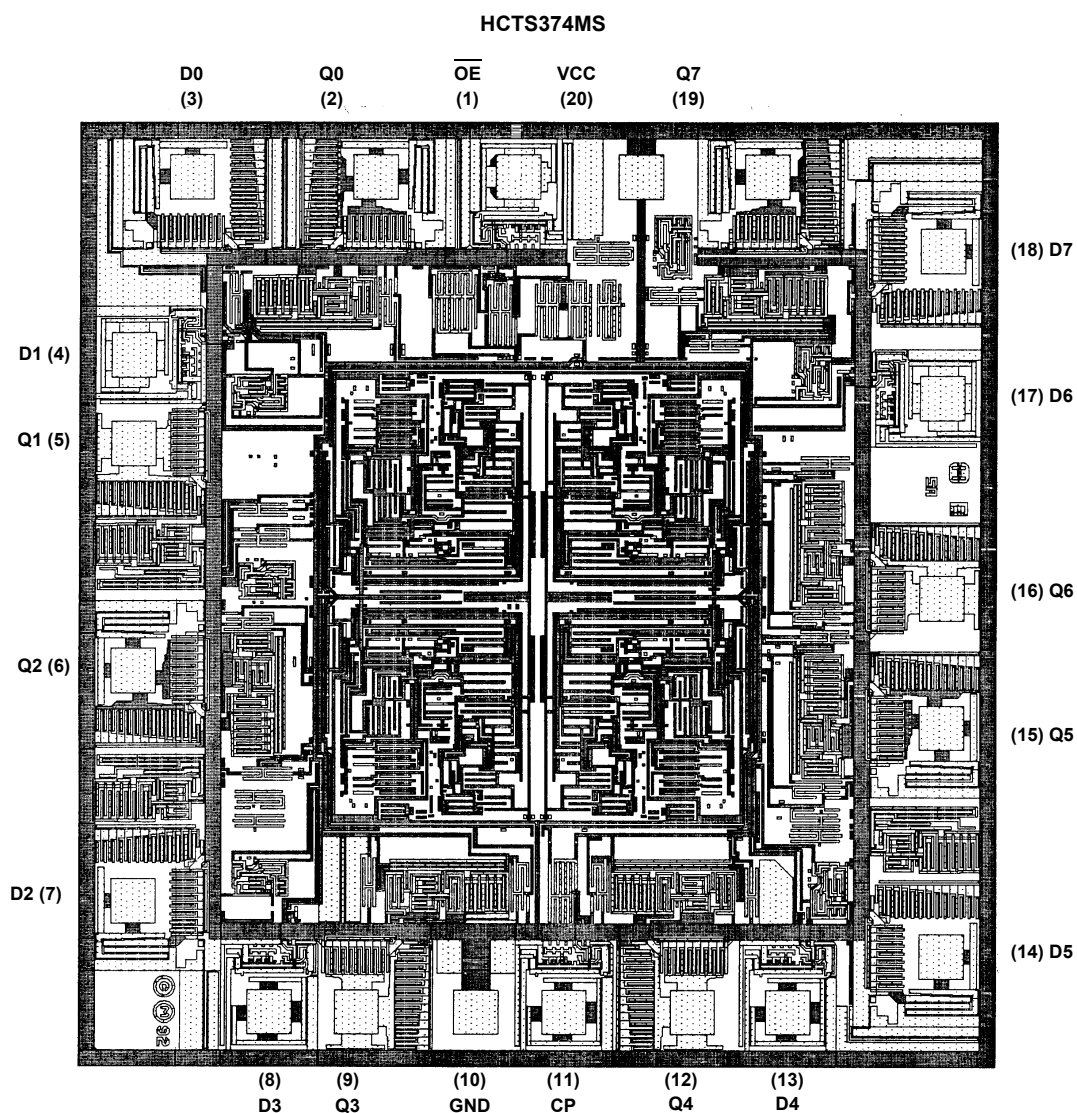 HCTS374MS
D0 Q0 OE VCC Q7
(3) (2) (1) (20) (19)
(18) D7
D1 (4)
(17) D6
Q1 (5)
(16) Q6
Q2 (6)
(15) Q5
D2 (7)
(14) D5
(8) (9) (10) (11) (12) (13)
D3 Q3 GND CP Q4 D4